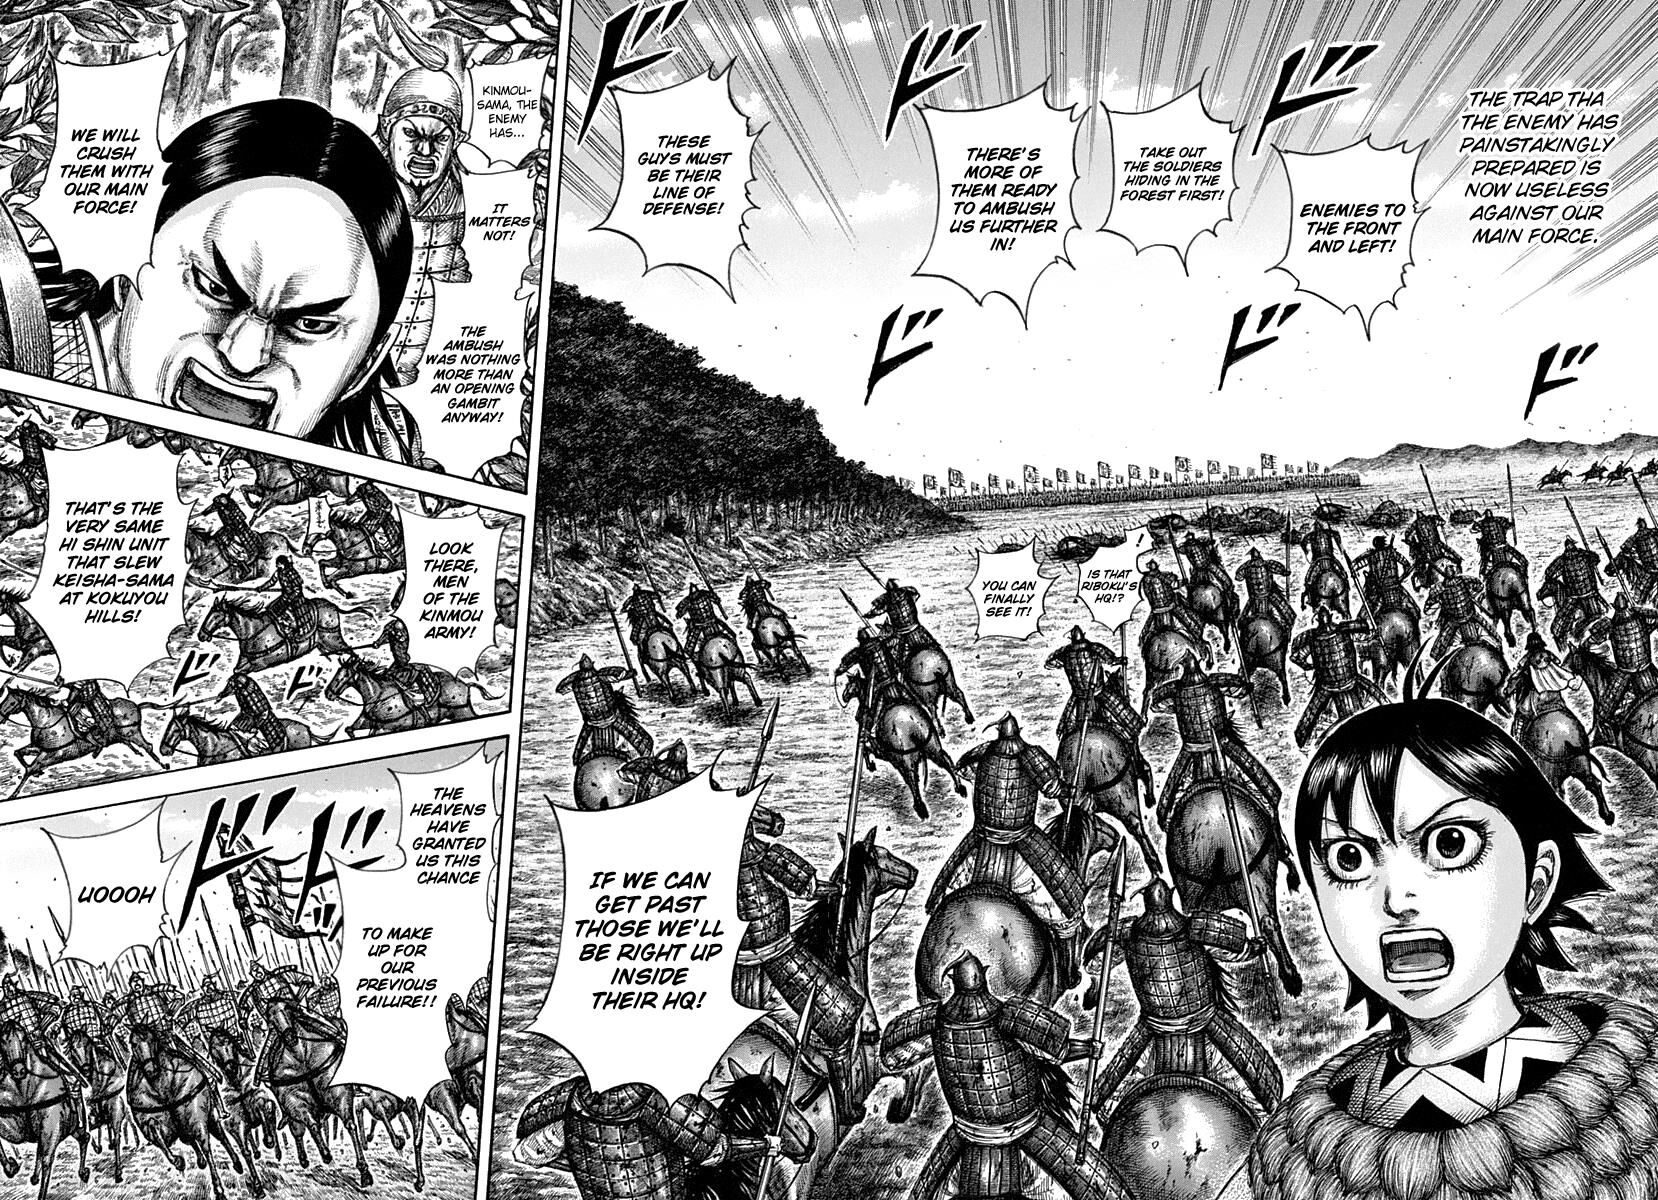 THE TRAP THA
THE ENEMY HAS
PAINSTAKINGLY
PREPARED IS
NOW USELESS
AGAINST OUR
MAIN FORCE.
ド
ド
ド
ド
ENEMIES TO
THE FRONT
AND LEFT!
TAKE OUT
THE SOLDIERS
HIDING IN THE
FOREST FIRST!
THERE'S
MORE OF
THEM READY
TO AMBUSH
US FURTHER
IN!
THESE
GUYS MUST
BE THEIR
LINE OF
DEFENSE!
ド
ド
!
IS THAT
RIBOKU'S
HQ!?
YOU CAN
FINALLY
SEE IT!
IF WE CAN
GET PAST
THOSE WE'LL
BE RIGHT UP
INSIDE
THEIR HQ!
KINMOU-
SAMA, THE
ENEMY
HAS...
IT
MATTERS
NOT!
THE
AMBUSH
WAS NOTHING
MORE THAN
AN OPENING
GAMBIT
ANYWAY!
WE WILL
CRUSH
THEM WITH
OUR MAIN
FORCE!
LOOK
THERE,
MEN OF
THE
KINMOU
ARMY!
THAT'S THE
VERY SAME
HI SHIN UNIT
THAT SLEW
KEISHA-SAMA
AT KOKUYOU
HILLS!
ド
ド
THE
HEAVENS
HAVE
GRANTED
US THIS
CHANCE
TO MAKE
UP FOR
OUR
PREVIOUS
FAILURE!!
ド
ド
UOOOH